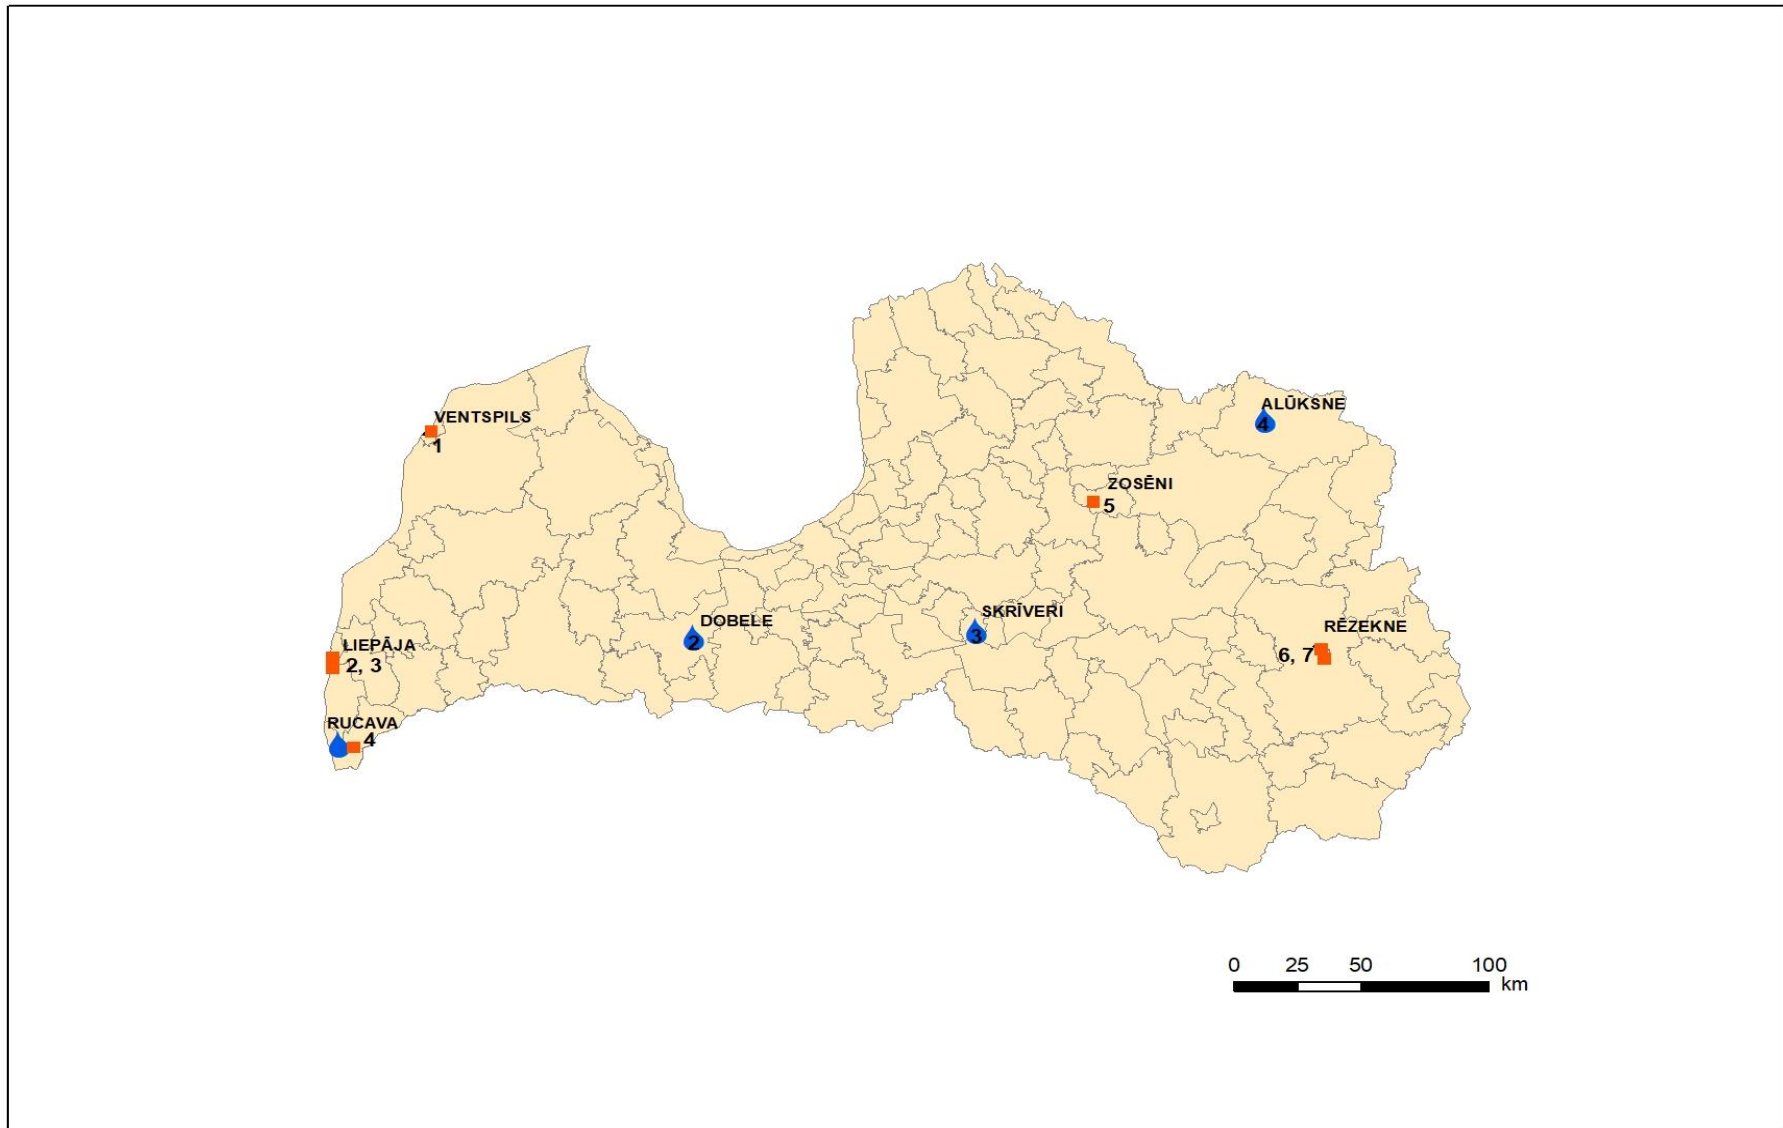 ALŪKSNE
4
VENTSPILS
1
ZOSĒNI
5
SKRĪVERI
3
DOBELE
2
RĒZEKNE
6, 7
LIEPĀJA
2, 3
RUCAVA
4
0 25 50 100
km